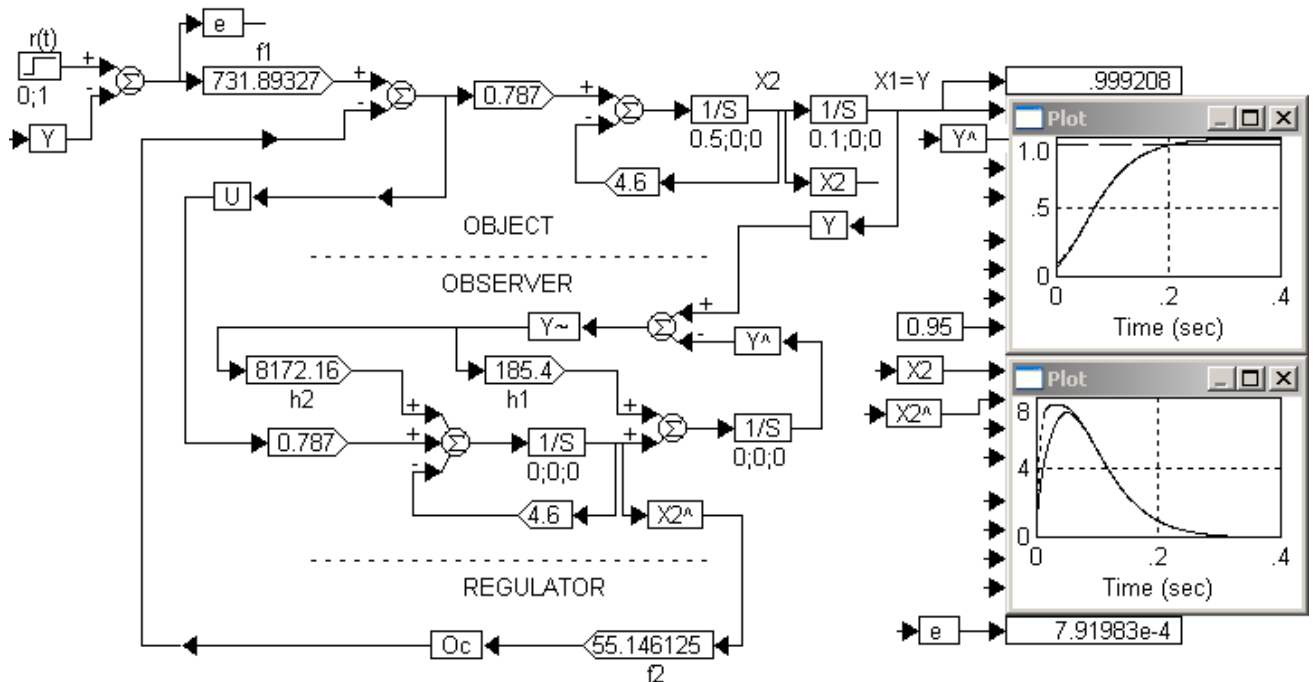 r(t)
0;1
+
-
Σ
Y
e
f1
731.89327
+
-
Σ
0.787
+
-
Σ
X2
1/S
0.5;0;0
4.6
X1=Y
1/S
0.1;0;0
X2
U
OBJECT
Y
OBSERVER
+
-
Σ
Y~
Y^
8172.16
h2
185.4
h1
0.787
+
+
-
Σ
1/S
0;0;0
4.6
+
+
Σ
1/S
0;0;0
X2^
REGULATOR
Oc
55.146125
f2
.999208
Y^
Plot
1.0
.5
0
0
.2
.4
Time (sec)
0.95
X2
X2^
Plot
8
4
0
0
.2
.4
Time (sec)
e
7.91983e-4